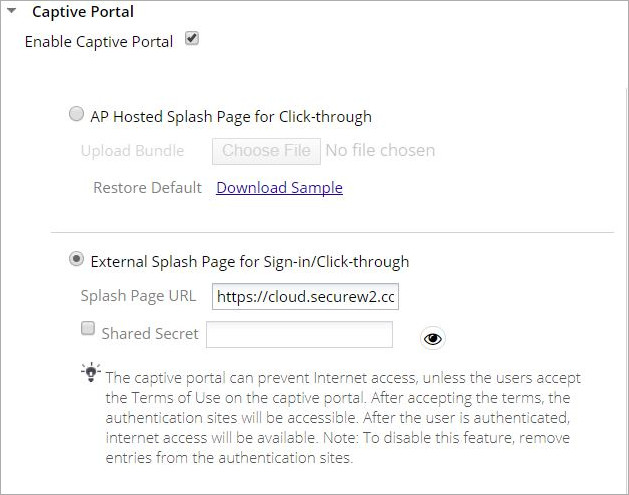 Captive Portal
Enable Captive Portal
AP Hosted Splash Page for Click-through
Upload Bundle Choose File No file chosen
Restore Default Download Sample
External Splash Page for Sign-in/Click-through
Splash Page URL https://cloud.securew2.cc
Shared Secret
The captive portal can prevent Internet access, unless the users accept
the Terms of Use on the captive portal. After accepting the terms, the
authentication sites will be accessible. After the user is authenticated,
internet access will be available. Note: To disable this feature, remove
entries from the authentication sites.